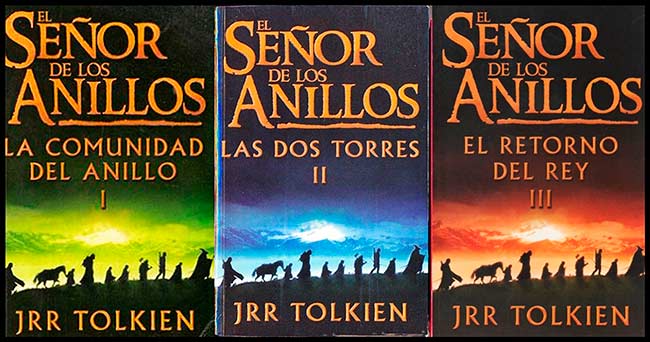 EL
SEÑOR
DE LOS
ANILLOS
LA COMUNIDAD
DEL ANILLO
I
JRR TOLKIEN
EL
SEÑOR
DE LOS
ANILLOS
LAS DOS TORRES
II
JRR TOLKIEN
EL
SEÑOR
DE LOS
ANILLOS
EL RETORNO
DEL REY
III
JRR TOLKIEN